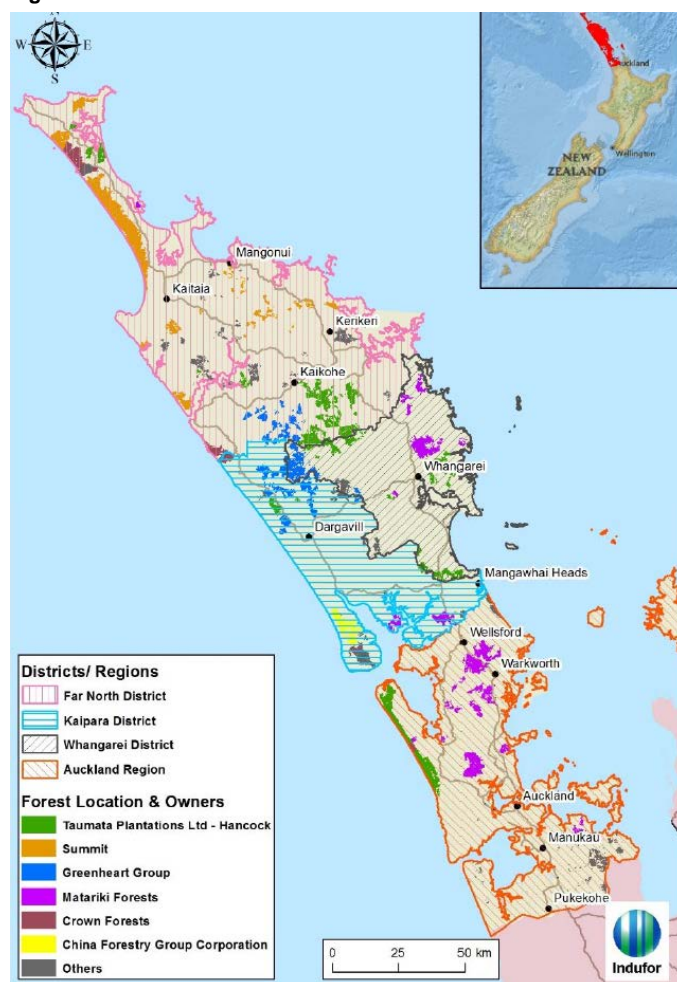 N
W
E
S
Auckland
Wellington
NEW
ZEALAND
Mangonui
Kaitaia
Kerikeri
Kaikohe
Whangarei
Dargavill
Mangawhai Heads
Wellsford
Warkworth
Auckland
Manukau
Pukekohe
Districts/ Regions
Far North District
Kaipara District
Whangarei District
Auckland Region
Forest Location & Owners
Taumata Plantations Ltd - Hancock
Summit
Greenheart Group
Matariki Forests
Crown Forests
China Forestry Group Corporation
Others
0 25 50 km
Indufor